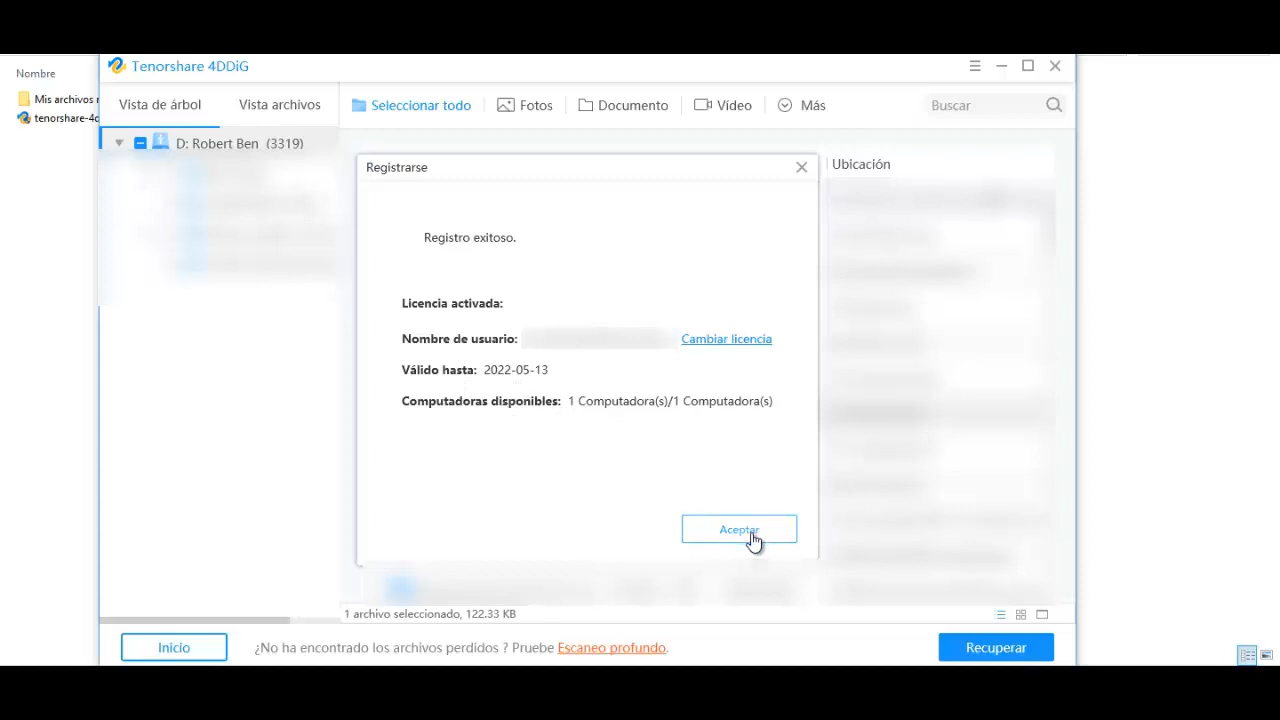 Nombre
Mis archivos
tenorshare-4d
Tenorshare 4DDiG
Vista de árbol
Vista archivos
Seleccionar todo
Fotos
Documento
Vídeo
Más
Buscar
D: Robert Ben (3319)
Ubicación
Registrarse
Registro exitoso.
Licencia activada:
Nombre de usuario:
Cambiar licencia
Válido hasta: 2022-05-13
Computadoras disponibles: 1 Computadora(s)/1 Computadora(s)
Aceptar
1 archivo seleccionado, 122.33 KB
Inicio
¿No ha encontrado los archivos perdidos ? Pruebe Escaneo profundo.
Recuperar